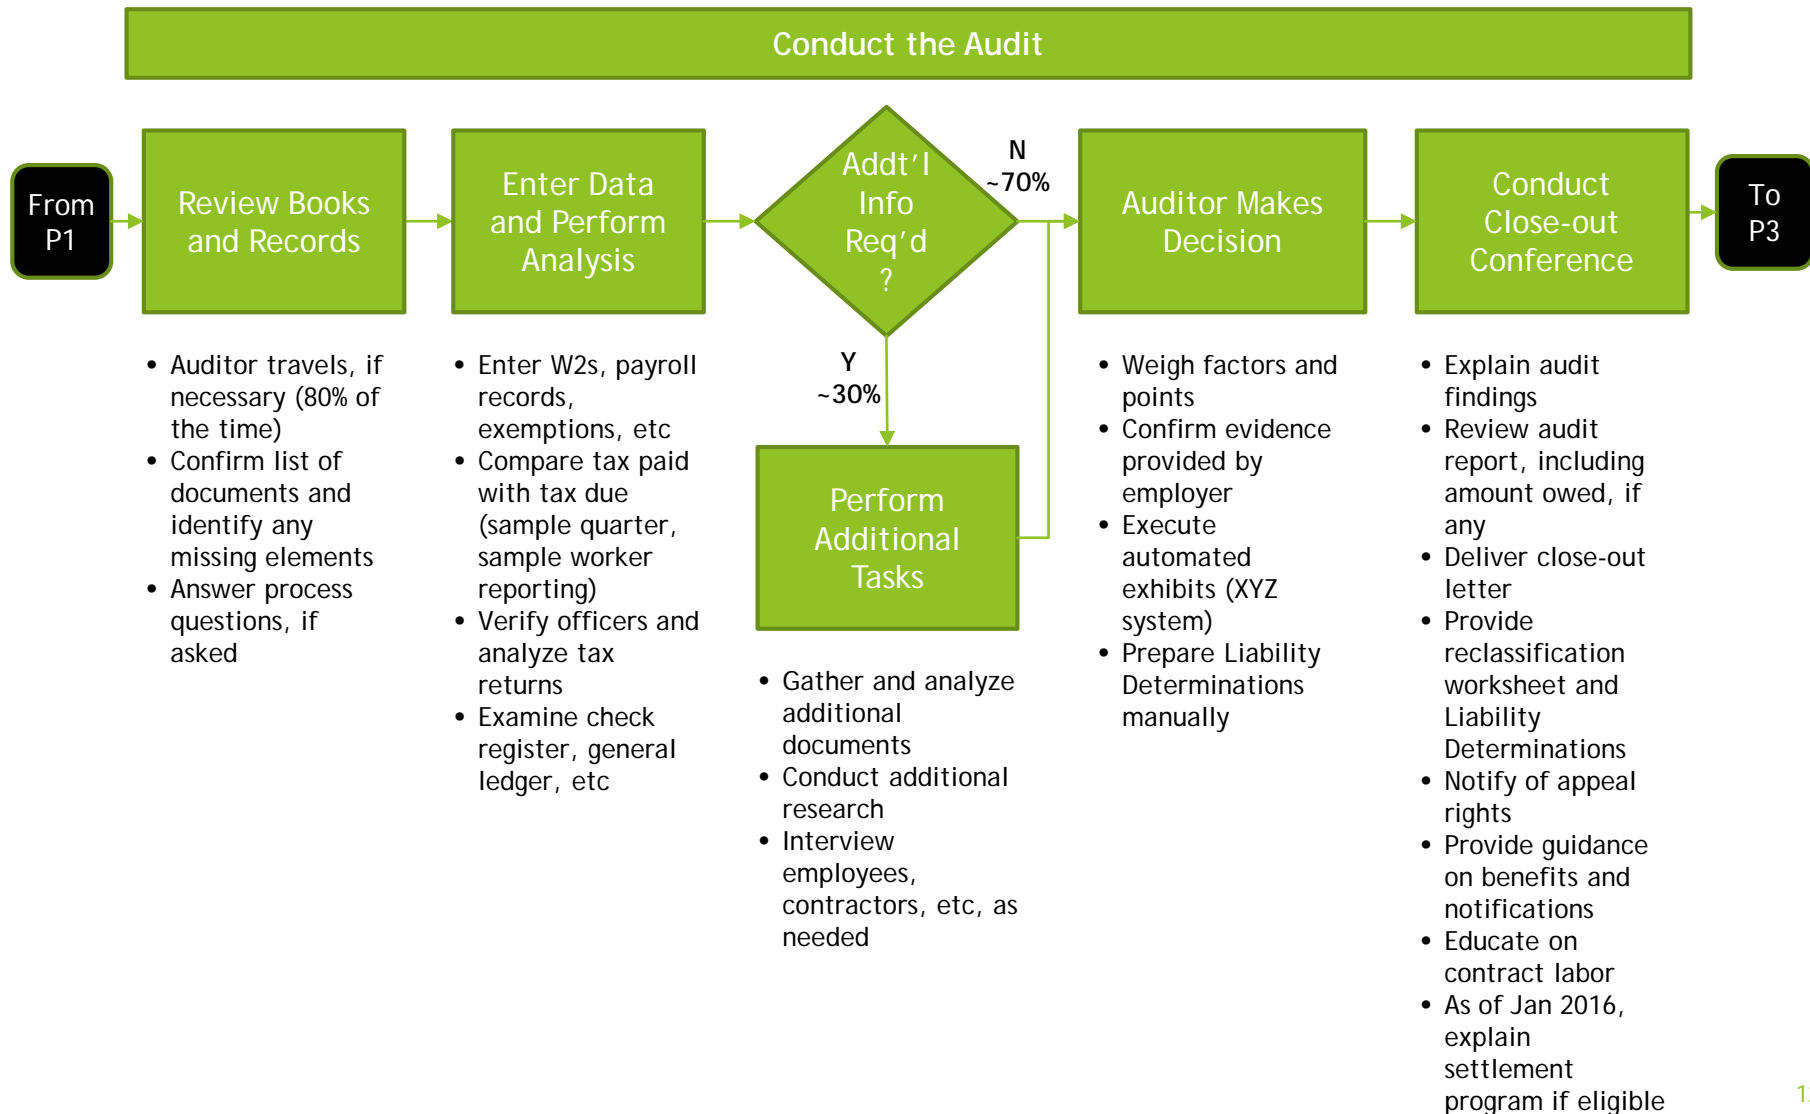 Conduct the Audit
From
P1
Review Books
and Records
Enter Data
and Perform
Analysis
Addt'l
Info
Req'd
?
N
~70%
Auditor Makes
Decision
Conduct
Close-out
Conference
To
P3
• Auditor travels, if
necessary (80% of
the time)
• Confirm list of
documents and
identify any
missing elements
• Answer process
questions, if
asked
• Enter W2s, payroll
records,
exemptions, etc
• Compare tax paid
with tax due
(sample quarter,
sample worker
reporting)
• Verify officers and
analyze tax
returns
• Examine check
register, general
ledger, etc
Y
~30%
Perform
Additional
Tasks
• Gather and analyze
additional
documents
• Conduct additional
research
• Interview
employees,
contractors, etc, as
needed
• Weigh factors and
points
• Confirm evidence
provided by
employer
• Execute
automated
exhibits (XYZ
system)
• Prepare Liability
Determinations
manually
• Explain audit
findings
• Review audit
report, including
amount owed, if
any
• Deliver close-out
letter
• Provide
reclassification
worksheet and
Liability
Determinations
• Notify of appeal
rights
• Provide guidance
on benefits and
notifications
• Educate on
contract labor
• As of Jan 2016,
explain
settlement
program if eligible